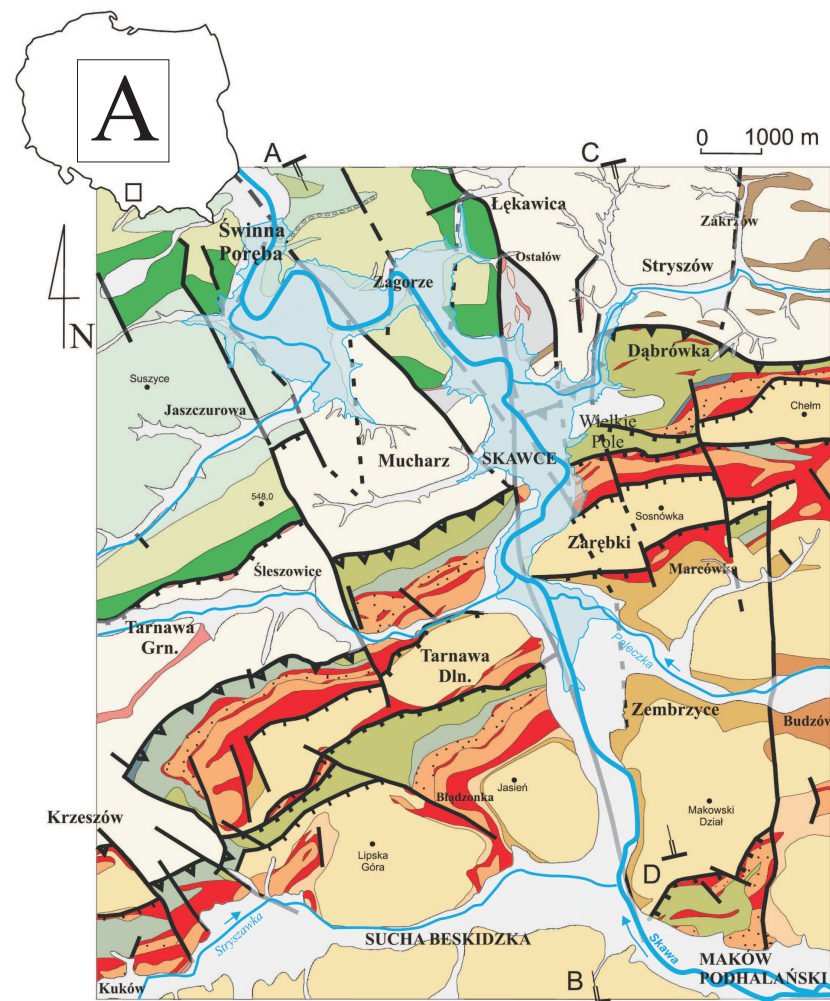 A
A
C
0 1000 m
Łękawica
Zakrzów
Świnna
Poręba
Ostałów
Stryszów
Zagorze
N
Dąbrówka
Suszyce
Chełm
Jaszczurowa
Wielkie
Pole
Mucharz
SKAWCE
548,0
Sosnówka
Zarębki
Śleszowice
Marcówka
Tarnawa
Grn.
Paleczka
Tarnawa
Dln.
Zembrzyce
Budzów
Błądzonka
Jasień
Makowski
Dział
Krzeszów
Lipska
Góra
D
Stryszawka
SUCHA BESKIDZKA
Skawa
MAKÓW
PODHALAŃSKI
Kuków
B